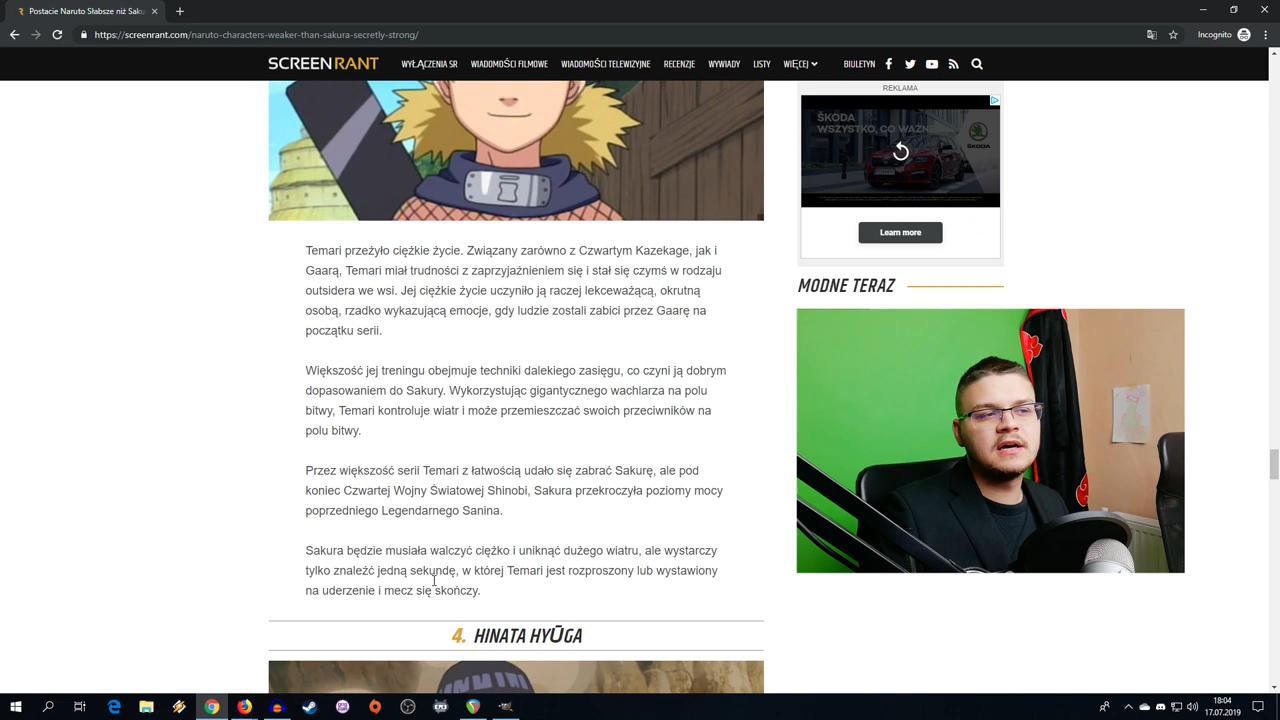 Postacie Naruto Słabsze niż Saku
https://screenrant.com/naruto-characters-weaker-than-sakura-secretly-strong/
Incognito
SCREENRANT
WYŁĄCZENIA SR
WIADOMOŚCI FILMOWE
WIADOMOŚCI TELEWIZYJNE
RECENZJE
WYWIADY
LISTY
WIĘCEJ
BIULETYN
REKLAMA
ŠKODA
WSZYSTKO, CO WAŻNE
ŠKODA
Learn more
MODNE TERAZ
Temari przeżyło ciężkie życie. Związany zarówno z Czwartym Kazekage, jak i
Gaarą, Temari miał trudności z zaprzyjaźnieniem się i stał się czymś w rodzaju
outsidera we wsi. Jej ciężkie życie uczyniło ją raczej lekceważącą, okrutną
osobą, rzadko wykazującą emocje, gdy ludzie zostali zabici przez Gaarę na
początku serii.
Większość jej treningu obejmuje techniki dalekiego zasięgu, co czyni ją dobrym
dopasowaniem do Sakury. Wykorzystując gigantycznego wachlarza na polu
bitwy, Temari kontroluje wiatr i może przemieszczać swoich przeciwników na
polu bitwy.
Przez większość serii Temari z łatwością udało się zabrać Sakurę, ale pod
koniec Czwartej Wojny Światowej Shinobi, Sakura przekroczyła poziomy mocy
poprzedniego Legendarnego Sanina.
Sakura będzie musiała walczyć ciężko i uniknąć dużego wiatru, ale wystarczy
tylko znaleźć jedną sekundę, w której Temari jest rozproszony lub wystawiony
na uderzenie i mecz się skończy.
4. HINATA HYŪGA
18:04
17.07.2019